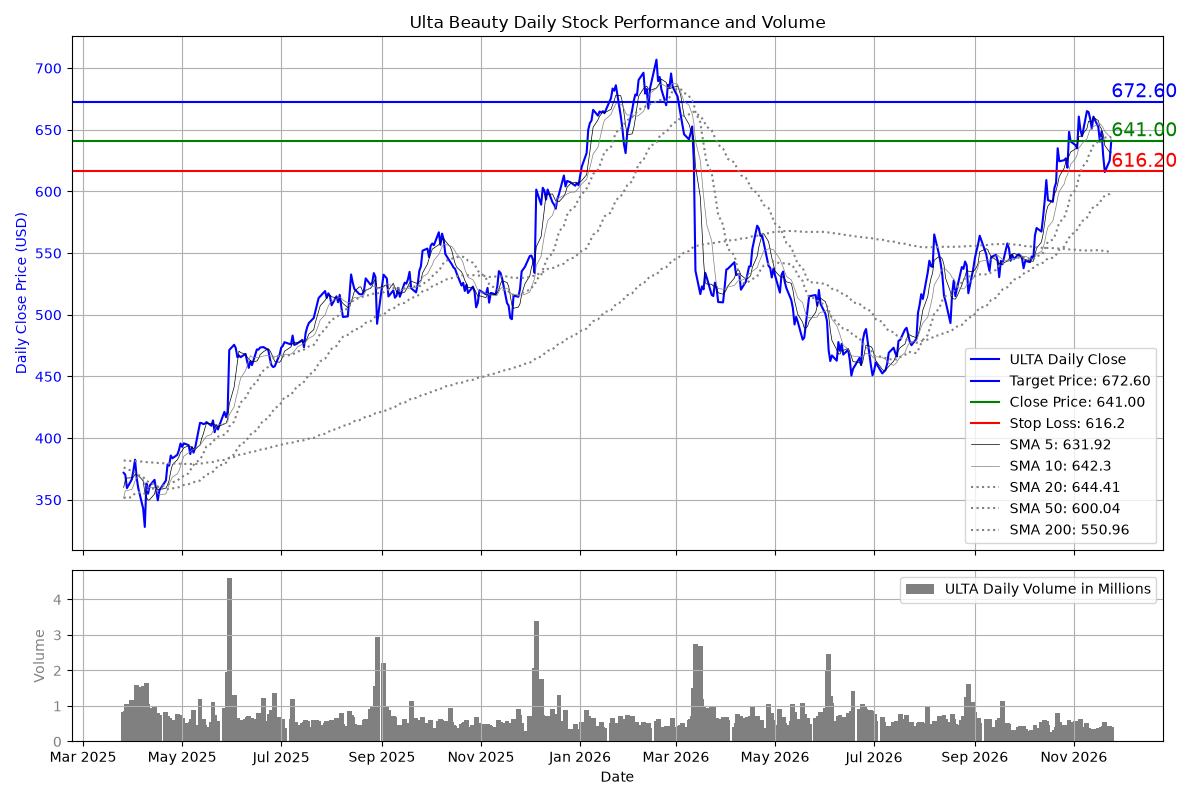 Ulta Beauty Daily Stock Performance and Volume
Daily Close Price (USD)
700
650
600
550
500
450
400
350
672.60
641.00
616.20
ULTA Daily Close
Target Price: 672.60
Close Price: 641.00
Stop Loss: 616.2
SMA 5: 631.92
SMA 10: 642.3
SMA 20: 644.41
SMA 50: 600.04
SMA 200: 550.96
Volume
4
3
2
1
0
ULTA Daily Volume in Millions
Mar 2025 May 2025 Jul 2025 Sep 2025 Nov 2025 Jan 2026 Mar 2026 May 2026 Jul 2026 Sep 2026 Nov 2026
Date